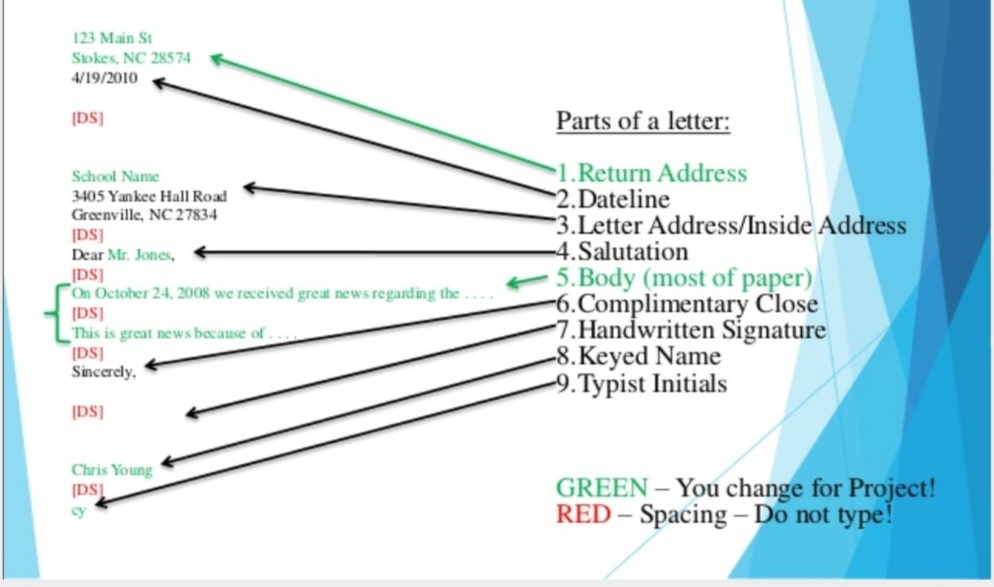 123 Main St
Stokes, NC 28574
4/19/2010
[DS]
School Name
3405 Yankee Hall Road
Greenville, NC 27834
[DS]
Dear Mr. Jones,
[DS]
On October 24, 2008 we received great news regarding the . . . .
[DS]
This is great news because of . . . .
[DS]
Sincerely,
[DS]
Chris Young
[DS]
cy
Parts of a letter:
1.Return Address
2.Dateline
3.Letter Address/Inside Address
4.Salutation
5.Body (most of paper)
6.Complimentary Close
7.Handwritten Signature
8.Keyed Name
9.Typist Initials
GREEN – You change for Project!
RED – Spacing – Do not type!